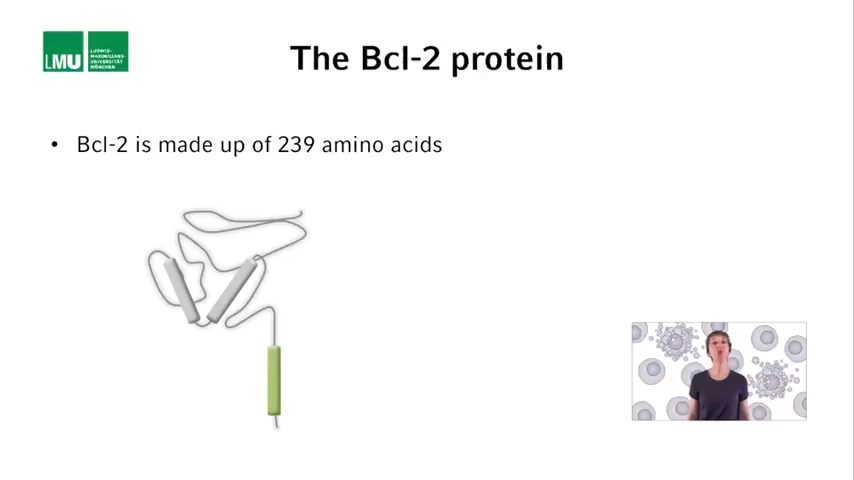 LMU
LUDWIG-
MAXIMILIANS-
UNIVERSITÄT
MÜNCHEN
The Bcl-2 protein
• Bcl-2 is made up of 239 amino acids